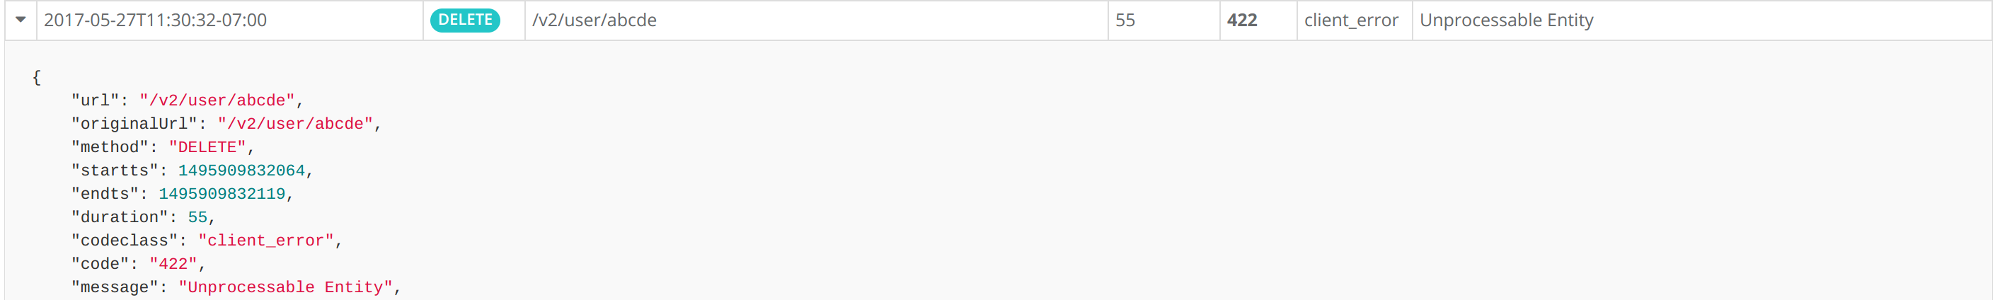 2017-05-27T11:30:32-07:00 DELETE /v2/user/abcde 55 422 client_error Unprocessable Entity
{
"url": "/v2/user/abcde",
"originalUrl": "/v2/user/abcde",
"method": "DELETE",
"startts": 1495909832064,
"endts": 1495909832119,
"duration": 55,
"codeclass": "client_error",
"code": "422",
"message": "Unprocessable Entity",